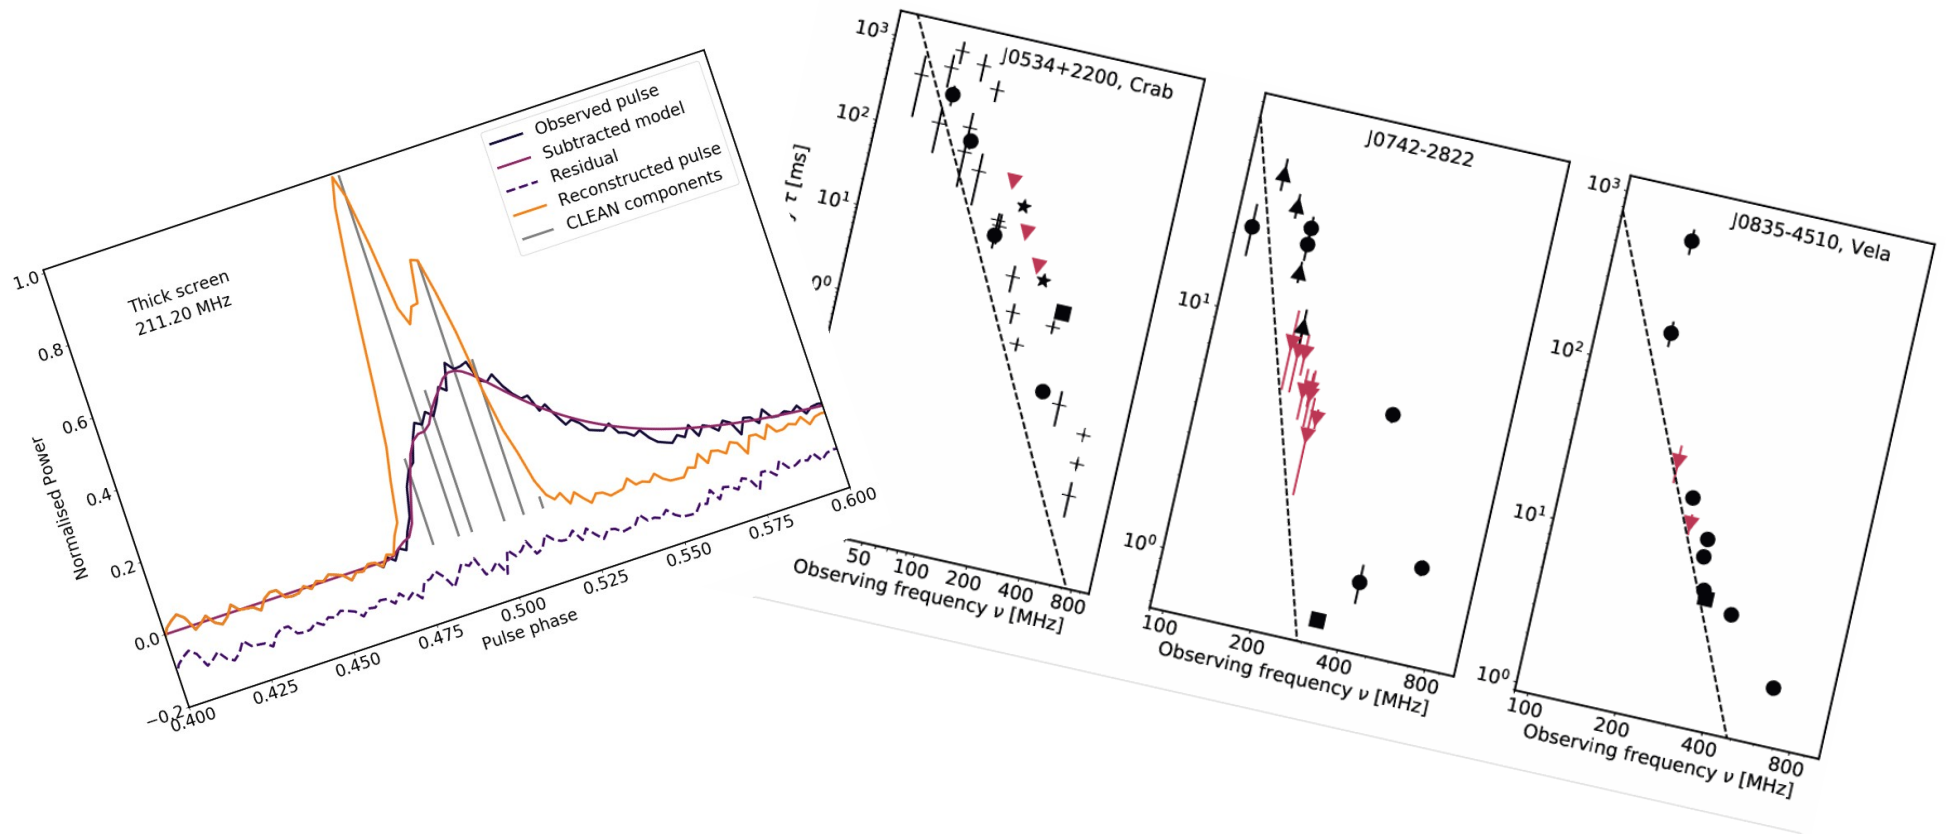 Observed pulse
Subtracted model
Residual
Reconstructed pulse
CLEAN components
Thick screen
211.20 MHz
1.0
0.8
0.6
0.4
0.2
0.0
−0.2
Normalised Power
0.400
0.425
0.450
0.475
0.500
0.525
0.550
0.575
0.600
Pulse phase
J0534+2200, Crab
10³
10²
10¹
0⁰
τ [ms]
50
100
200
400
800
Observing frequency ν [MHz]
J0742-2822
10¹
10⁰
100
200
400
800
Observing frequency ν [MHz]
J0835-4510, Vela
10³
10²
10¹
10⁰
100
200
400
800
Observing frequency ν [MHz]